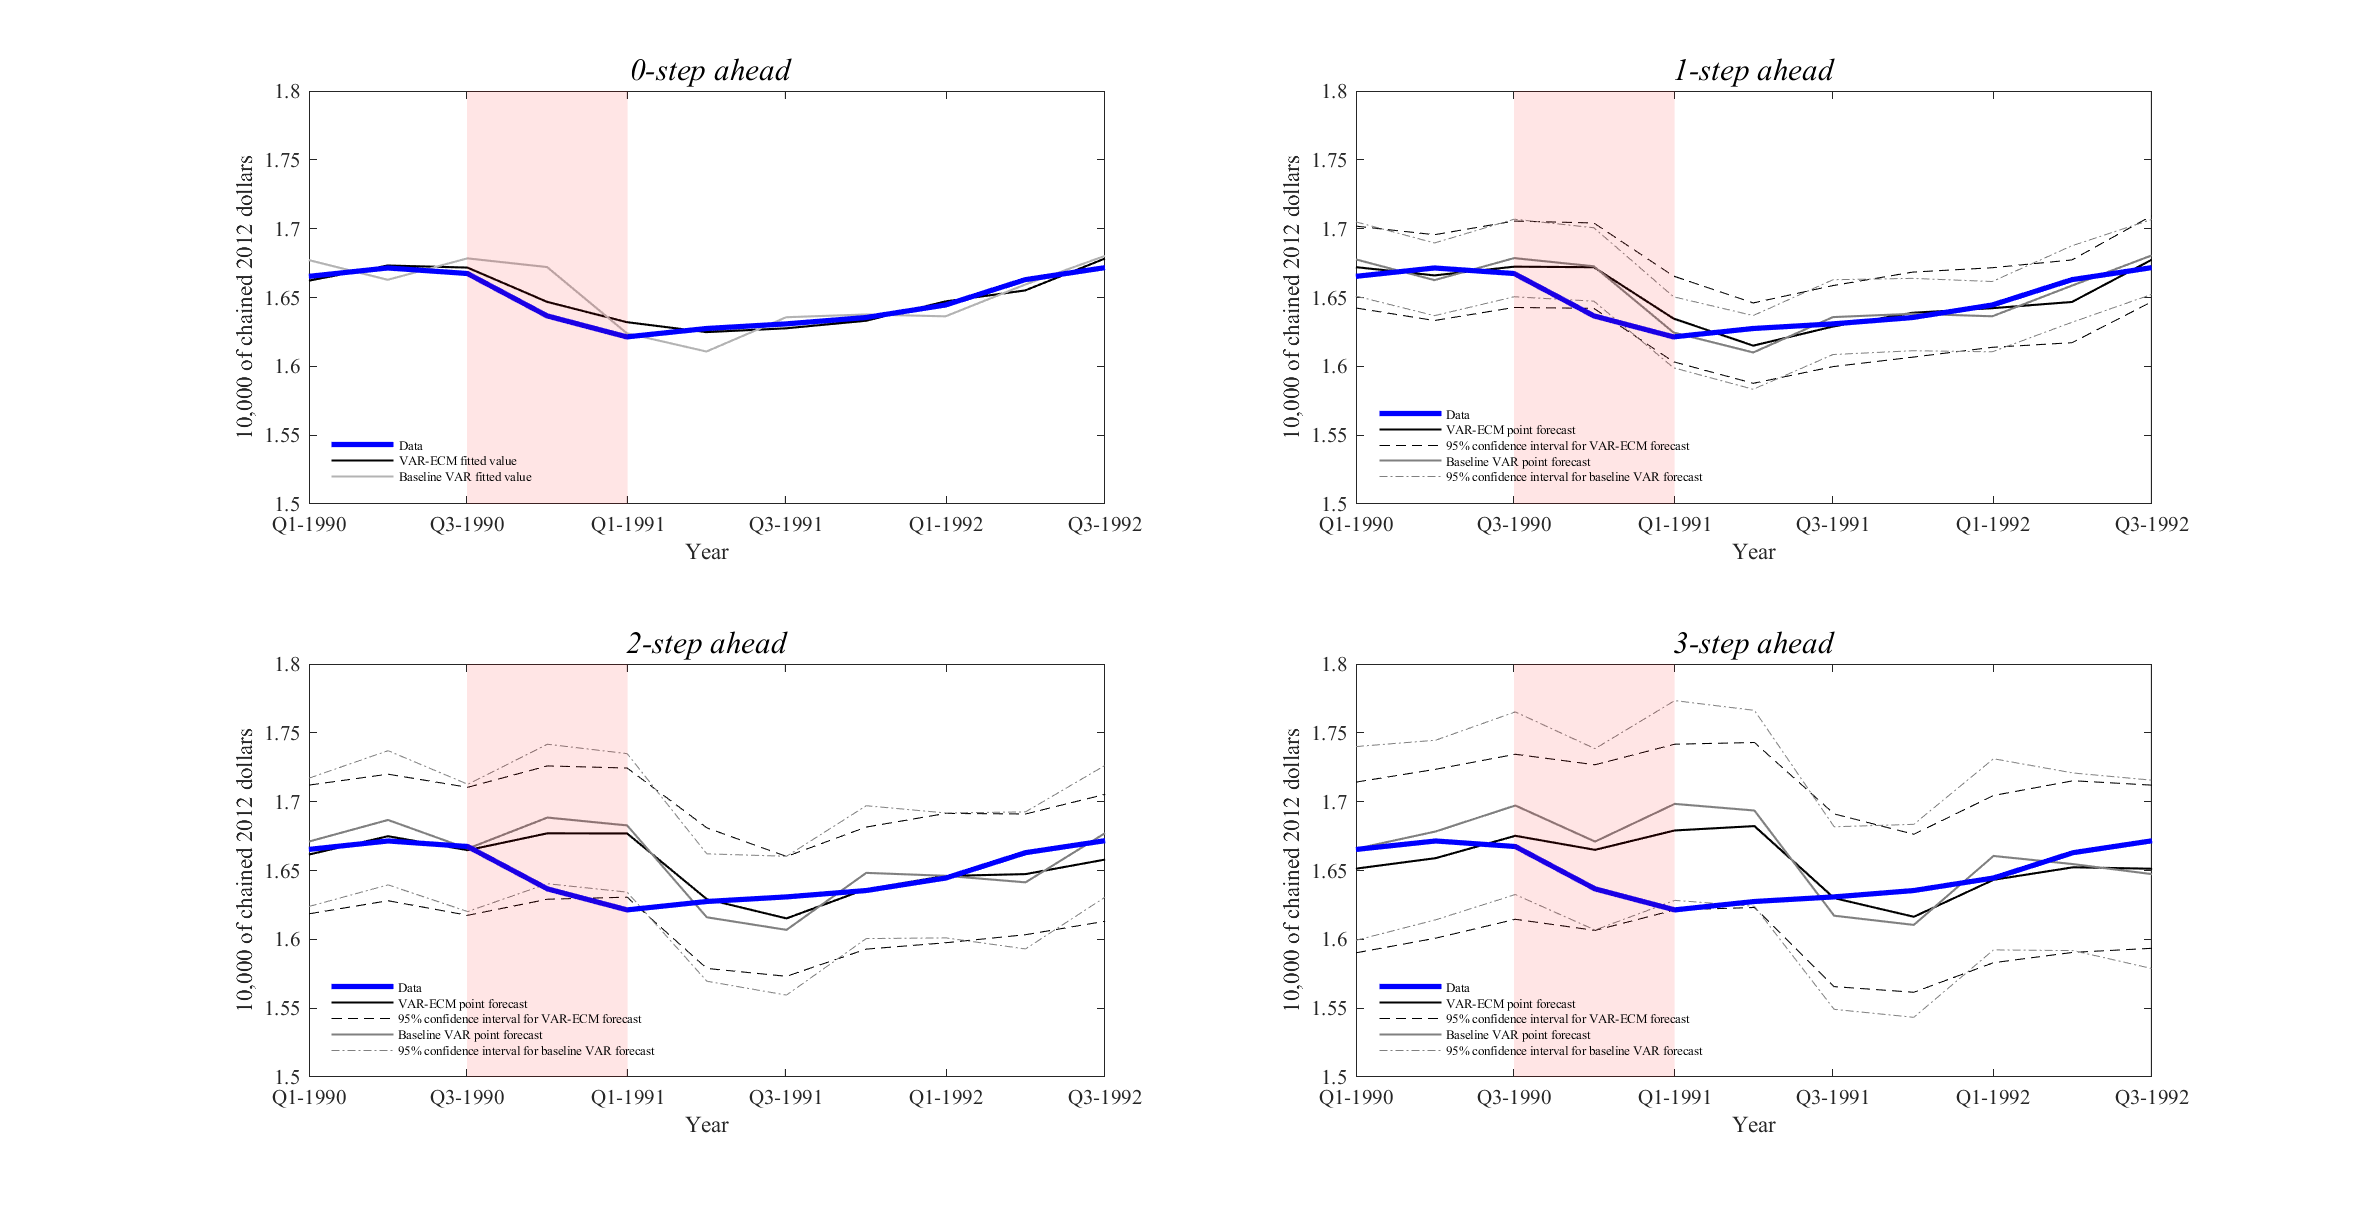 0-step ahead
1.8
1.75
1.7
1.65
1.6
1.55
1.5
10,000 of chained 2012 dollars
Data
VAR-ECM fitted value
Baseline VAR fitted value
Q1-1990 Q3-1990 Q1-1991 Q3-1991 Q1-1992 Q3-1992
Year
1-step ahead
1.8
1.75
1.7
1.65
1.6
1.55
1.5
10,000 of chained 2012 dollars
Data
VAR-ECM point forecast
95% confidence interval for VAR-ECM forecast
Baseline VAR point forecast
95% confidence interval for baseline VAR forecast
Q1-1990 Q3-1990 Q1-1991 Q3-1991 Q1-1992 Q3-1992
Year
2-step ahead
1.8
1.75
1.7
1.65
1.6
1.55
1.5
10,000 of chained 2012 dollars
Data
VAR-ECM point forecast
95% confidence interval for VAR-ECM forecast
Baseline VAR point forecast
95% confidence interval for baseline VAR forecast
Q1-1990 Q3-1990 Q1-1991 Q3-1991 Q1-1992 Q3-1992
Year
3-step ahead
1.8
1.75
1.7
1.65
1.6
1.55
1.5
10,000 of chained 2012 dollars
Data
VAR-ECM point forecast
95% confidence interval for VAR-ECM forecast
Baseline VAR point forecast
95% confidence interval for baseline VAR forecast
Q1-1990 Q3-1990 Q1-1991 Q3-1991 Q1-1992 Q3-1992
Year